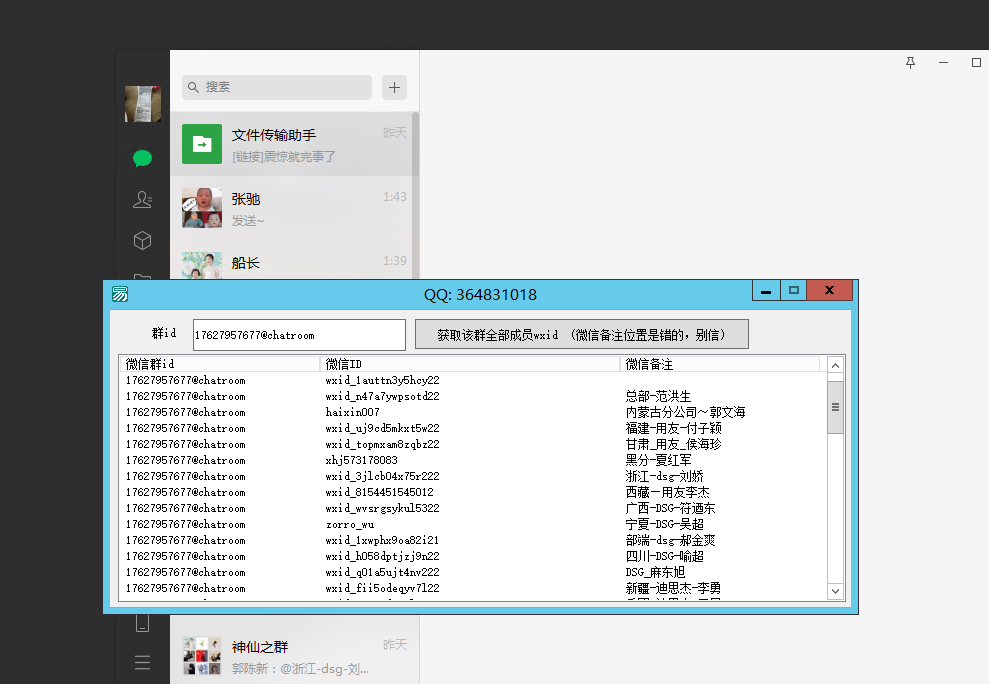 搜索
文件传输助手 昨天
[链接]震惊就完事了
张驰 1:43
发送~
船长 1:39
易 QQ: 364831018
群id 17627957677@chatroom 获取该群全部成员wxid （微信备注位置是错的，别信）
微信群id 微信ID 微信备注
17627957677@chatroom wxid_1auttn3y5hcy22
17627957677@chatroom wxid_n47a7ywpsotd22 总部-范洪生
17627957677@chatroom haixin007 内蒙古分公司～郭文海
17627957677@chatroom wxid_uj9cd5mkxt5w22 福建-用友-付子颖
17627957677@chatroom wxid_topmxam8zqbz22 甘肃_用友_侯海珍
17627957677@chatroom xhj573178083 黑分-夏红军
17627957677@chatroom wxid_3jlcb04x75r222 浙江-dsg-刘娇
17627957677@chatroom wxid_8154451545012 西藏－用友李杰
17627957677@chatroom wxid_wvsrgsykul5322 广西-DSG-符遒东
17627957677@chatroom zorro_wu 宁夏-DSG-吴超
17627957677@chatroom wxid_1xwphx9oa82i21 部端-dsg-郝金爽
17627957677@chatroom wxid_h058dptjzj9n22 四川-DSG-喻超
17627957677@chatroom wxid_q01a5ujt4nv222 DSG_麻东旭
17627957677@chatroom wxid_fii5odeqyv7l22 新疆-迪思杰-李勇
神仙之群 昨天
郭陈新：@浙江-dsg-刘...